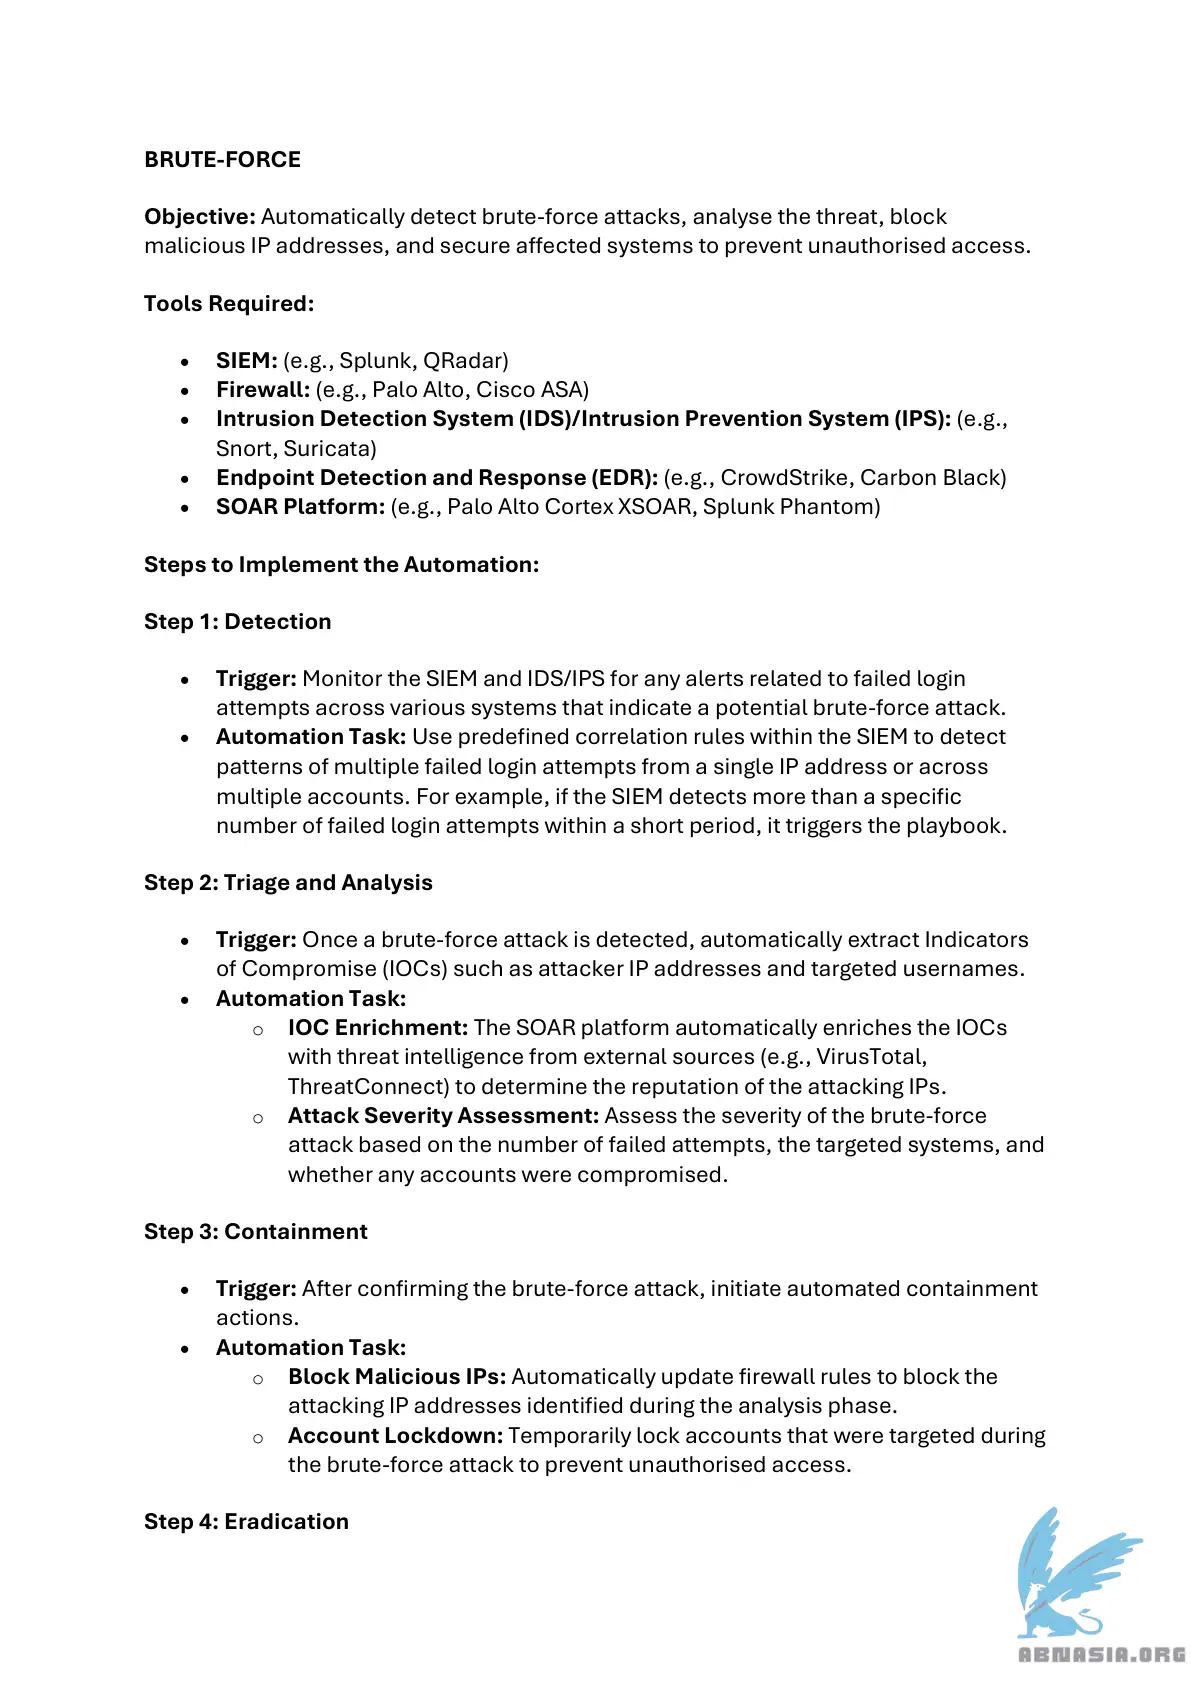 BRUTE-FORCE
Objective: Automatically detect brute-force attacks, analyse the threat, block
malicious IP addresses, and secure affected systems to prevent unauthorised access.
Tools Required:
• SIEM: (e.g., Splunk, QRadar)
• Firewall: (e.g., Palo Alto, Cisco ASA)
• Intrusion Detection System (IDS)/Intrusion Prevention System (IPS): (e.g.,
Snort, Suricata)
• Endpoint Detection and Response (EDR): (e.g., CrowdStrike, Carbon Black)
• SOAR Platform: (e.g., Palo Alto Cortex XSOAR, Splunk Phantom)
Steps to Implement the Automation:
Step 1: Detection
• Trigger: Monitor the SIEM and IDS/IPS for any alerts related to failed login
attempts across various systems that indicate a potential brute-force attack.
• Automation Task: Use predefined correlation rules within the SIEM to detect
patterns of multiple failed login attempts from a single IP address or across
multiple accounts. For example, if the SIEM detects more than a specific
number of failed login attempts within a short period, it triggers the playbook.
Step 2: Triage and Analysis
• Trigger: Once a brute-force attack is detected, automatically extract Indicators
of Compromise (IOCs) such as attacker IP addresses and targeted usernames.
• Automation Task:
o IOC Enrichment: The SOAR platform automatically enriches the IOCs
with threat intelligence from external sources (e.g., VirusTotal,
ThreatConnect) to determine the reputation of the attacking IPs.
o Attack Severity Assessment: Assess the severity of the brute-force
attack based on the number of failed attempts, the targeted systems, and
whether any accounts were compromised.
Step 3: Containment
• Trigger: After confirming the brute-force attack, initiate automated containment
actions.
• Automation Task:
o Block Malicious IPs: Automatically update firewall rules to block the
attacking IP addresses identified during the analysis phase.
o Account Lockdown: Temporarily lock accounts that were targeted during
the brute-force attack to prevent unauthorised access.
Step 4: Eradication
ABNASIA.ORG